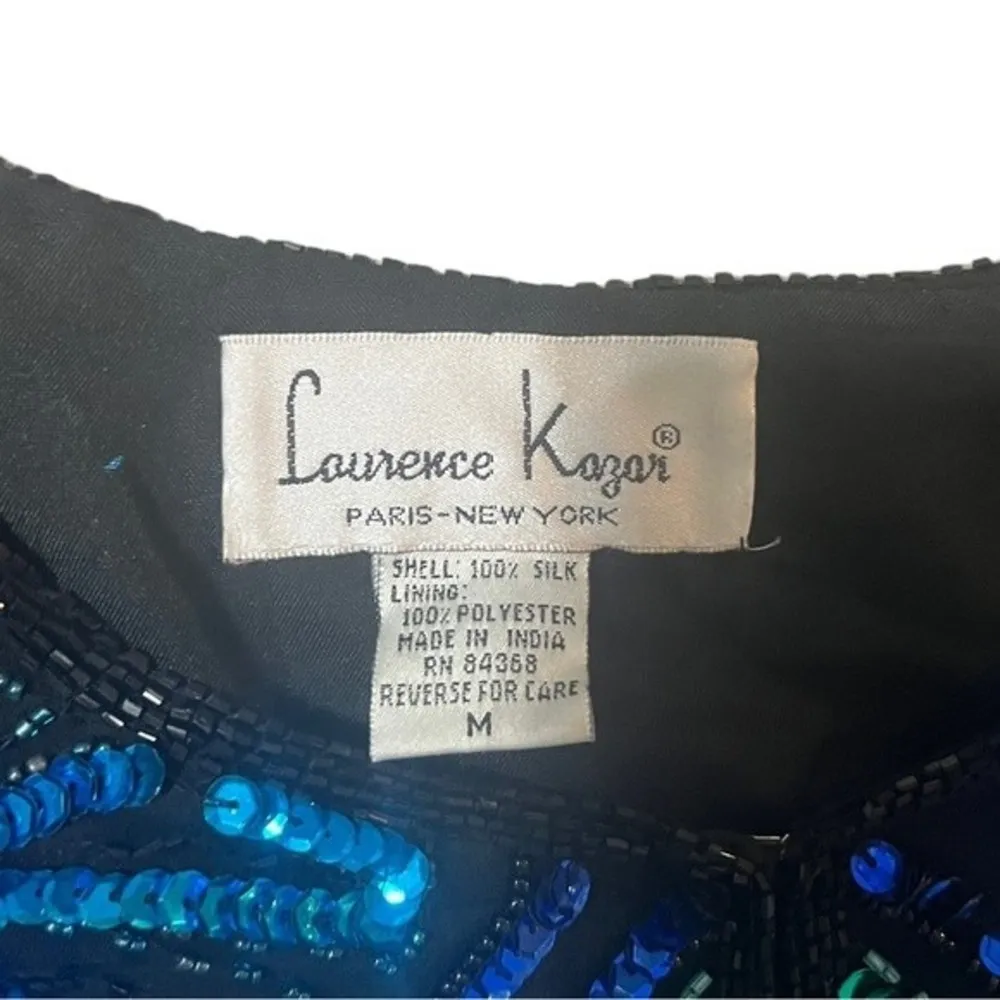 Laurence Kazar®
PARIS-NEW YORK
SHELL: 100% SILK
LINING:
100% POLYESTER
MADE IN INDIA
RN 84368
REVERSE FOR CARE
M